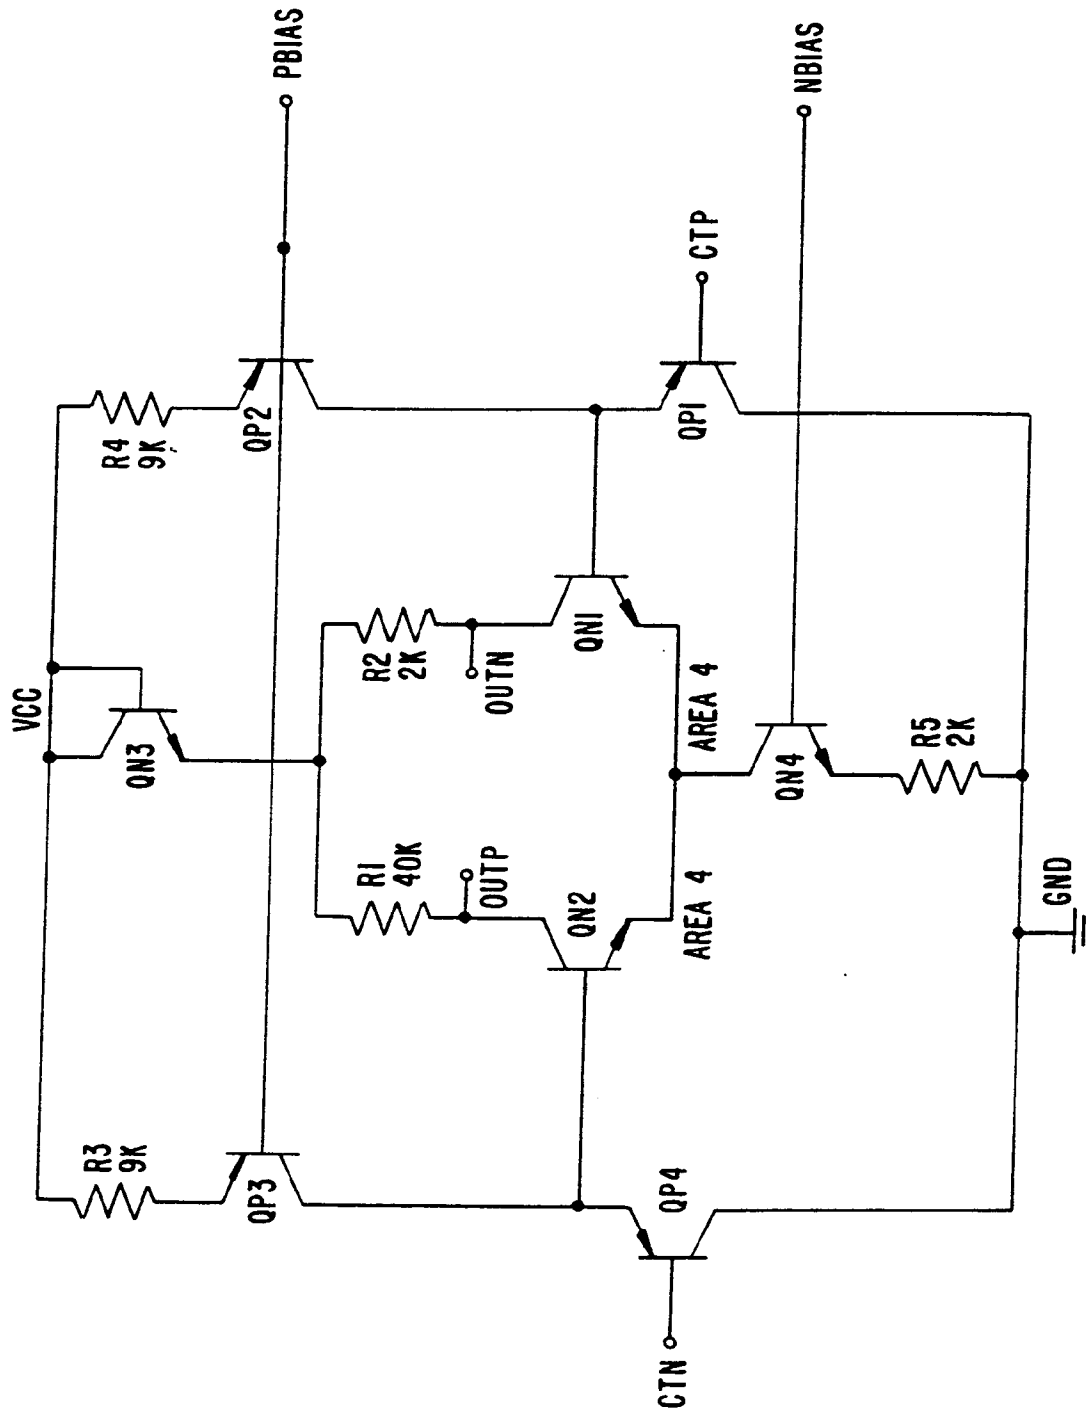 VCC
R3
9K
QN3
R4
9K
PBIAS
QP3
QP2
R1
40K
R2
2K
OUTP
OUTN
QN2
QN1
AREA 4
AREA 4
CTN
QP4
QP1
CTP
QN4
NBIAS
R5
2K
GND